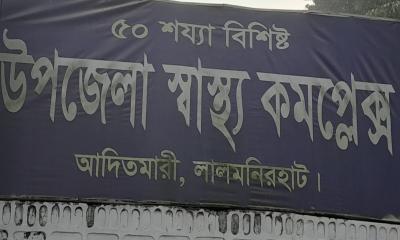 ৫০ শয্যা বিশিষ্ট
উপজেলা স্বাস্থ্য কমপ্লেক্স
আদিতমারী, লালমনিরহাট।